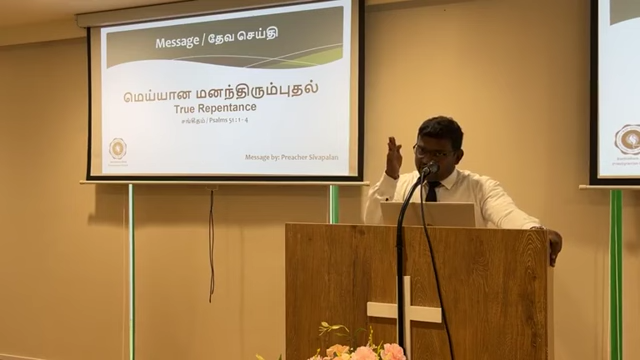 Message / தேவ செய்தி
மெய்யான மனந்திரும்புதல்
True Repentance
சங்கீதம் / Psalms 51 : 1 - 4
Message by: Preacher Sivapalan